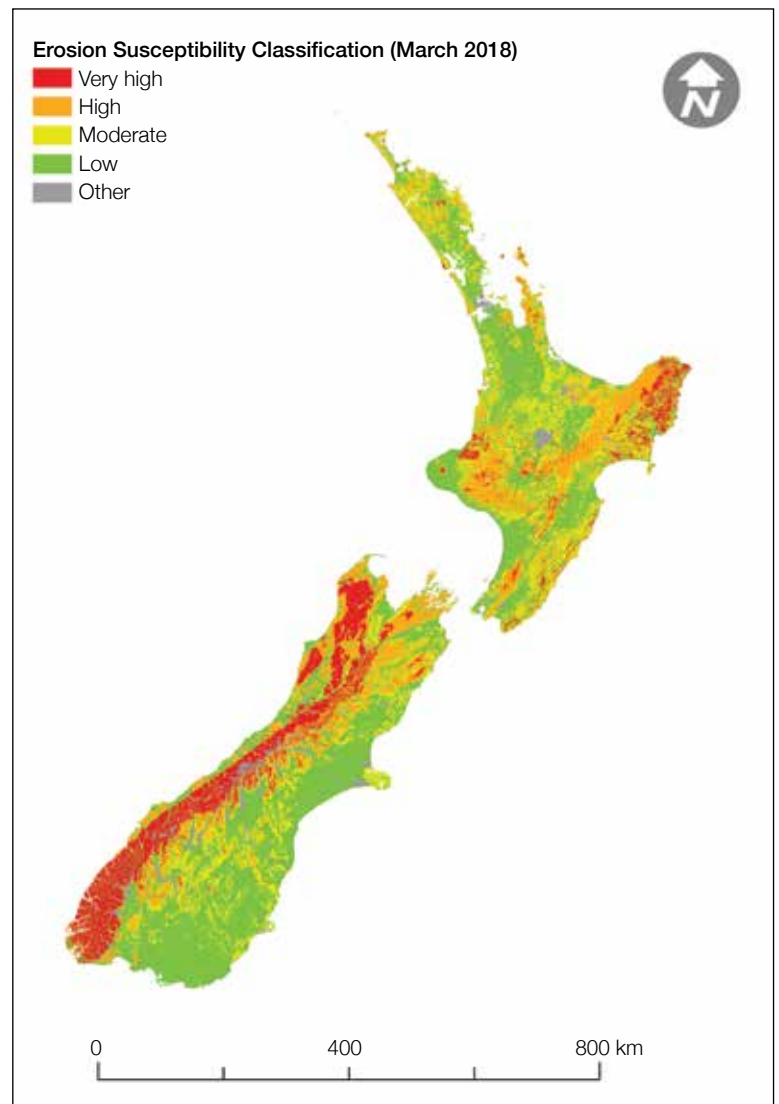 Erosion Susceptibility Classification (March 2018)
Very high
High
Moderate
Low
Other
N
0 400 800 km